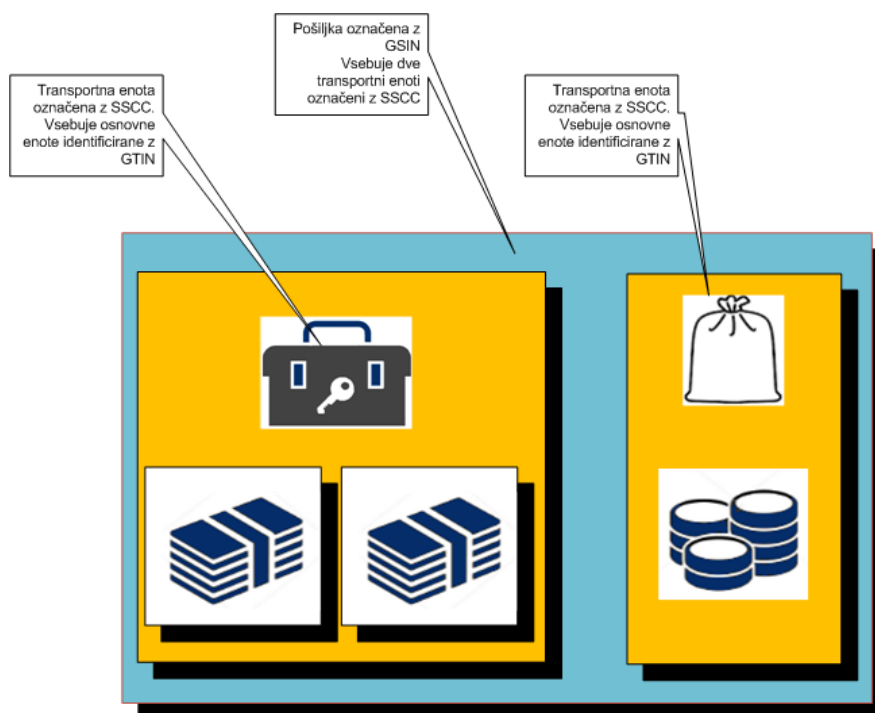 Transportna enota
označena z SSCC.
Vsebuje osnovne
enote identificirane z
GTIN
Pošiljka označena z
GSIN
Vsebuje dve
transportni enoti
označeni z SSCC
Transportna enota
označena z SSCC.
Vsebuje osnovne
enote identificirane z
GTIN